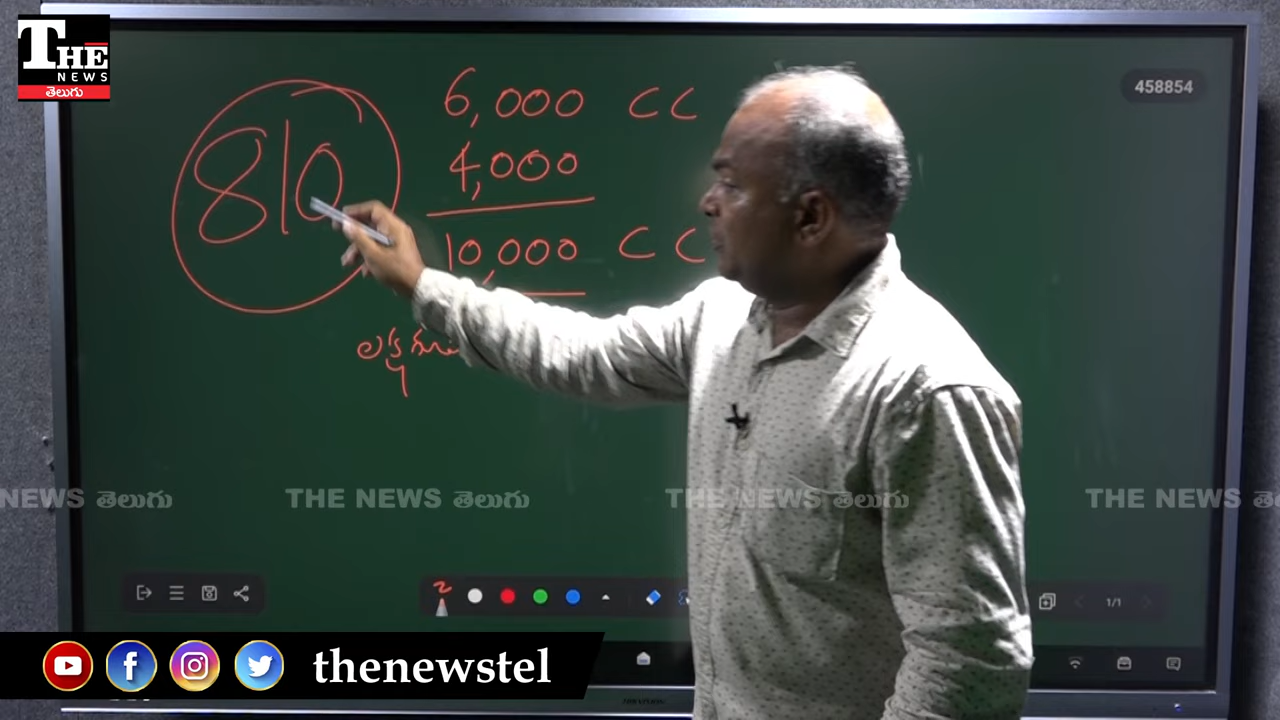 THE
NEWS
తెలుగు
458854
810
6,000 CC
4,000
10,000 CC
NEWS తెలుగు
THE NEWS తెలుగు
THE NEWS తెలుగు
THE NEWS తె
1/1
thenewstel